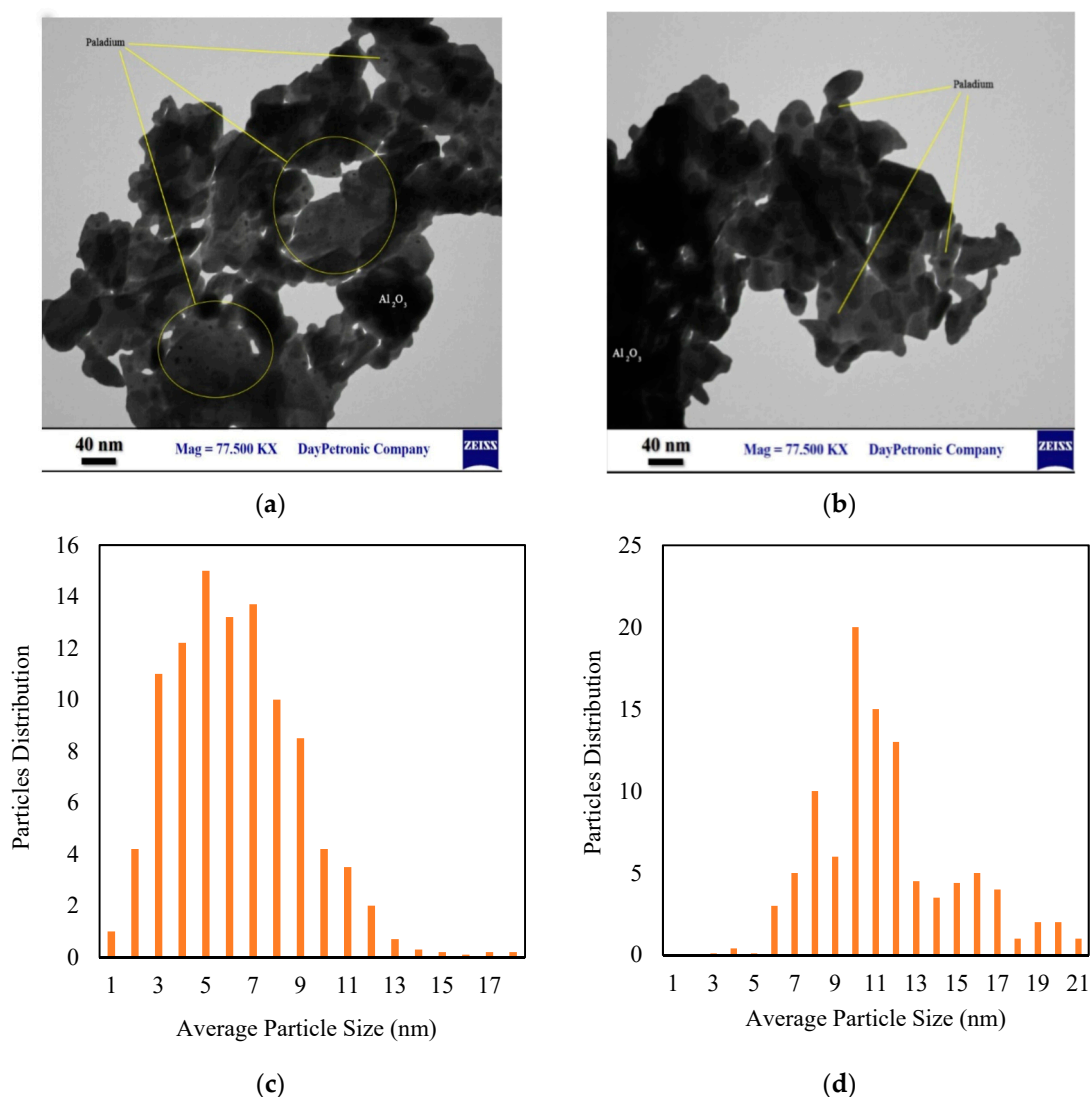 Paladium
Al2O3
40 nm
Mag = 77.500 KX DayPetronic Company
ZEISS
(a)
Paladium
Al2O3
40 nm
Mag = 77.500 KX DayPetronic Company
ZEISS
(b)
16
14
12
10
8
6
4
2
0
Particles Distribution
1 3 5 7 9 11 13 15 17
Average Particle Size (nm)
(c)
25
20
15
10
5
0
Particles Distribution
1 3 5 7 9 11 13 15 17 19 21
Average Particle Size (nm)
(d)